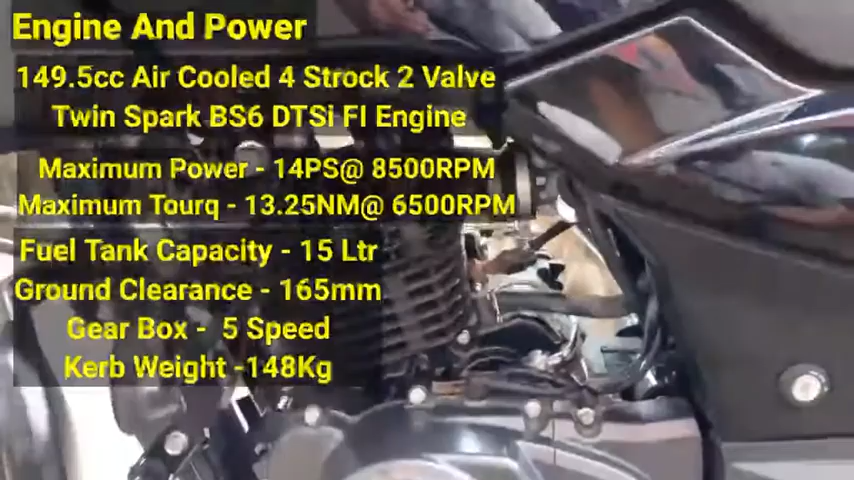 Engine And Power
149.5cc Air Cooled 4 Strock 2 Valve
Twin Spark BS6 DTSi FI Engine
Maximum Power - 14PS@ 8500RPM
Maximum Tourq - 13.25NM@ 6500RPM
Fuel Tank Capacity - 15 Ltr
Ground Clearance - 165mm
Gear Box - 5 Speed
Kerb Weight -148Kg